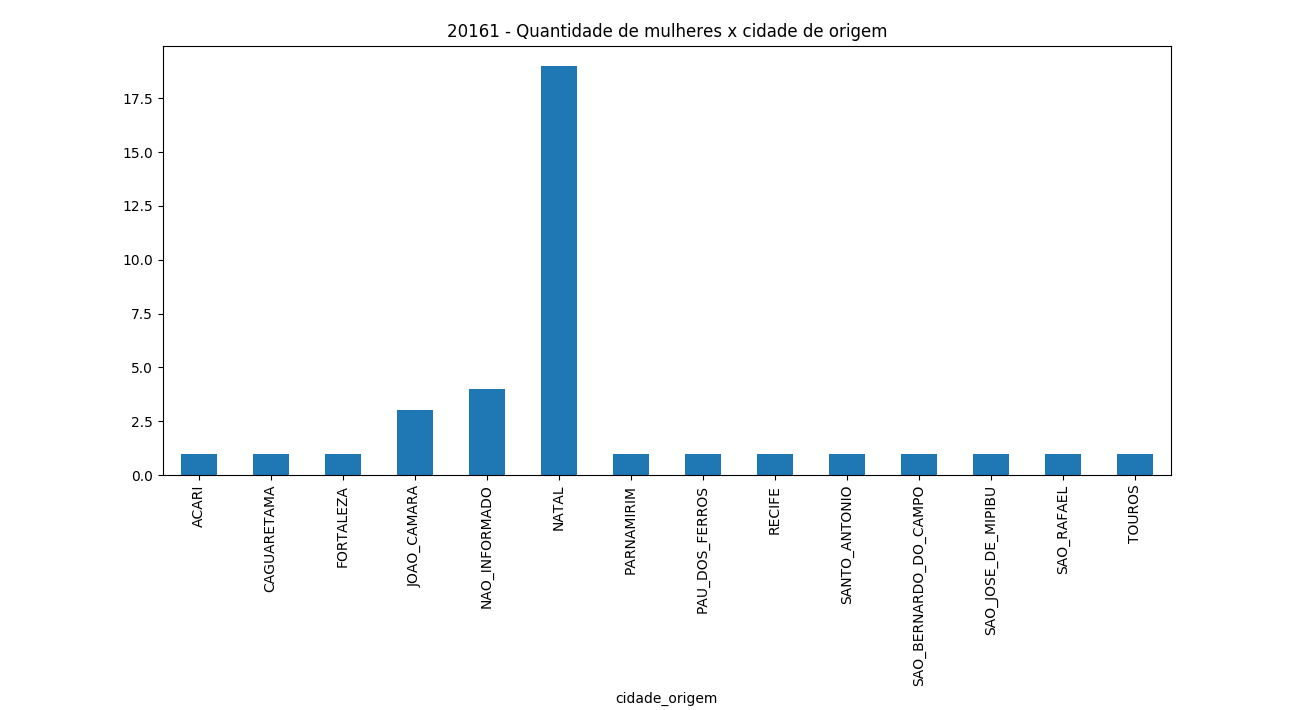 20161 - Quantidade de mulheres x cidade de origem
17.5
15.0
12.5
10.0
7.5
5.0
2.5
0.0
ACARI
CAGUARETAMA
FORTALEZA
JOAO_CAMARA
NAO_INFORMADO
NATAL
PARNAMIRIM
PAU_DOS_FERROS
RECIFE
SANTO_ANTONIO
SAO_BERNARDO_DO_CAMPO
SAO_JOSE_DE_MIPIBU
SAO_RAFAEL
TOUROS
cidade_origem